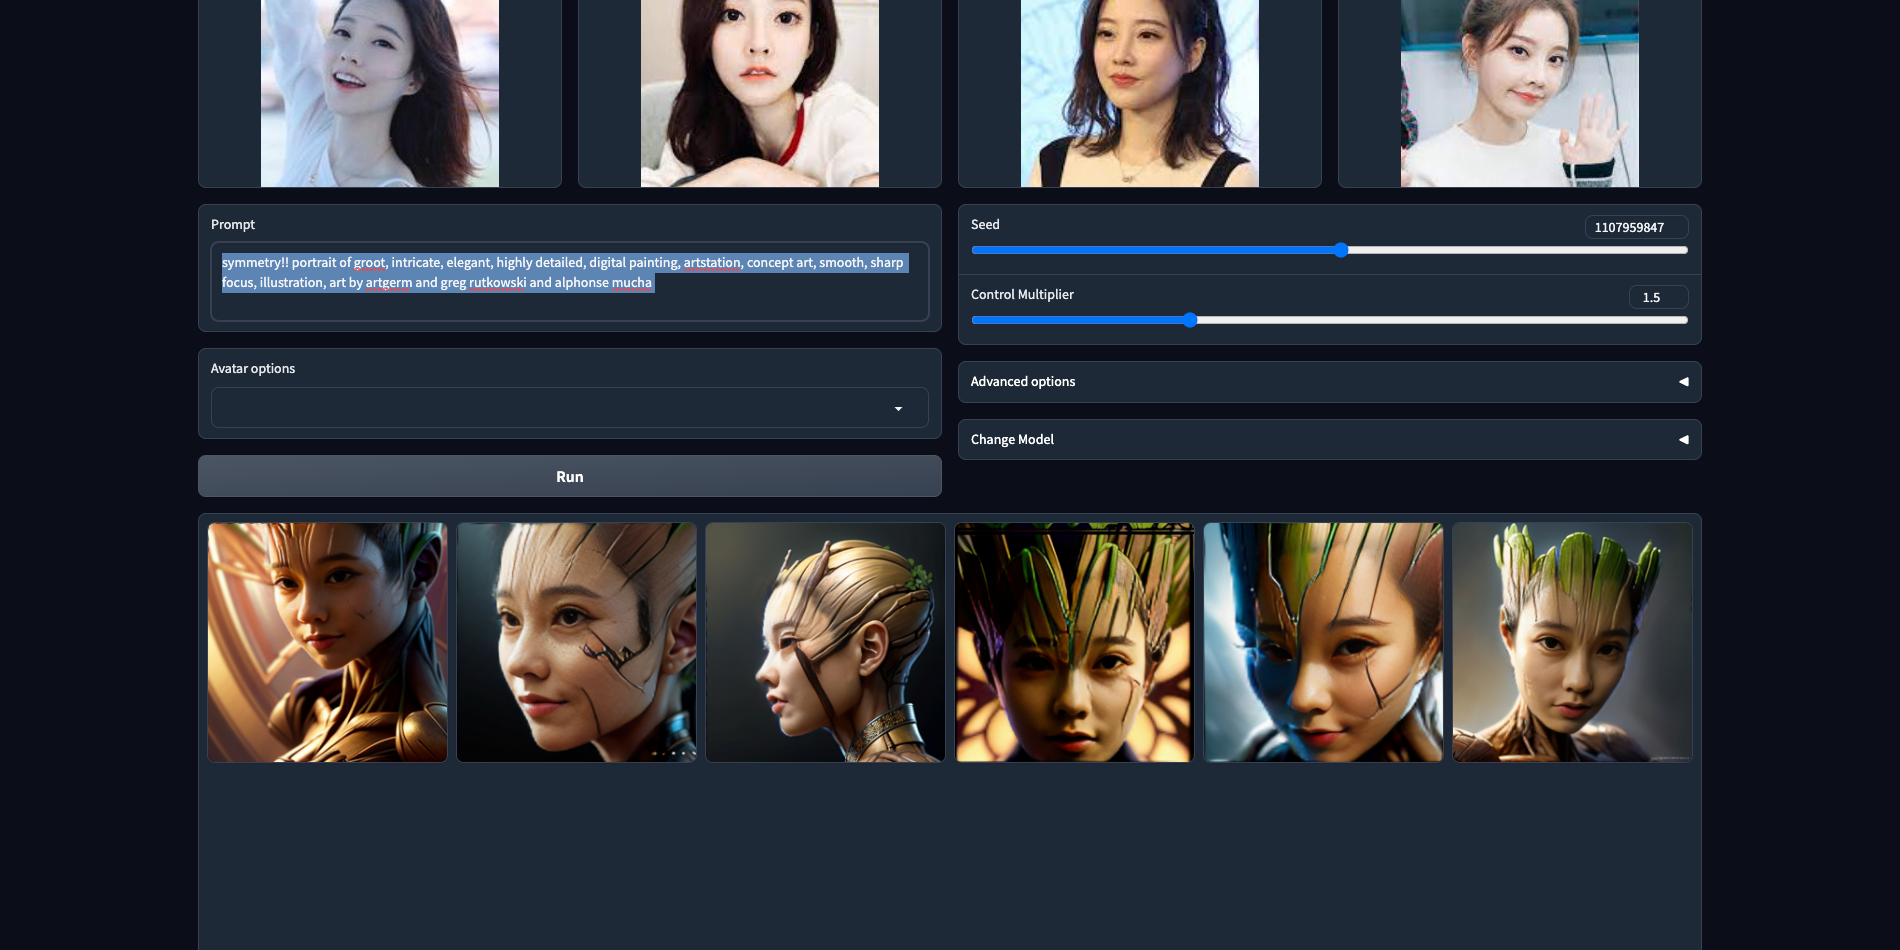 Prompt
symmetry!! portrait of groot, intricate, elegant, highly detailed, digital painting, artstation, concept art, smooth, sharp
focus, illustration, art by artgerm and greg rutkowski and alphonse mucha
Seed
1107959847
Control Multiplier
1.5
Avatar options
Advanced options
Change Model
Run